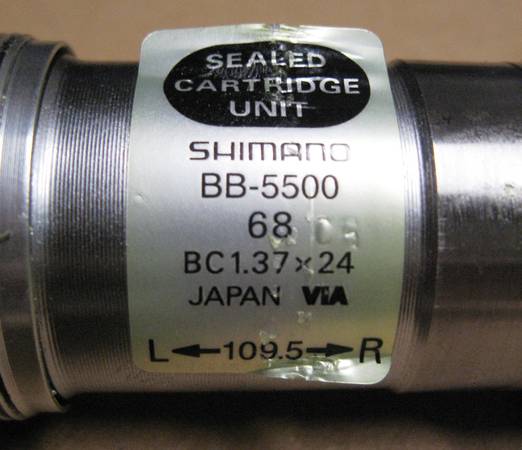 SEALED
CARTRIDGE
UNIT
SHIMANO
BB-5500
68
BC1.37×24
JAPAN VIA
L←109.5→R